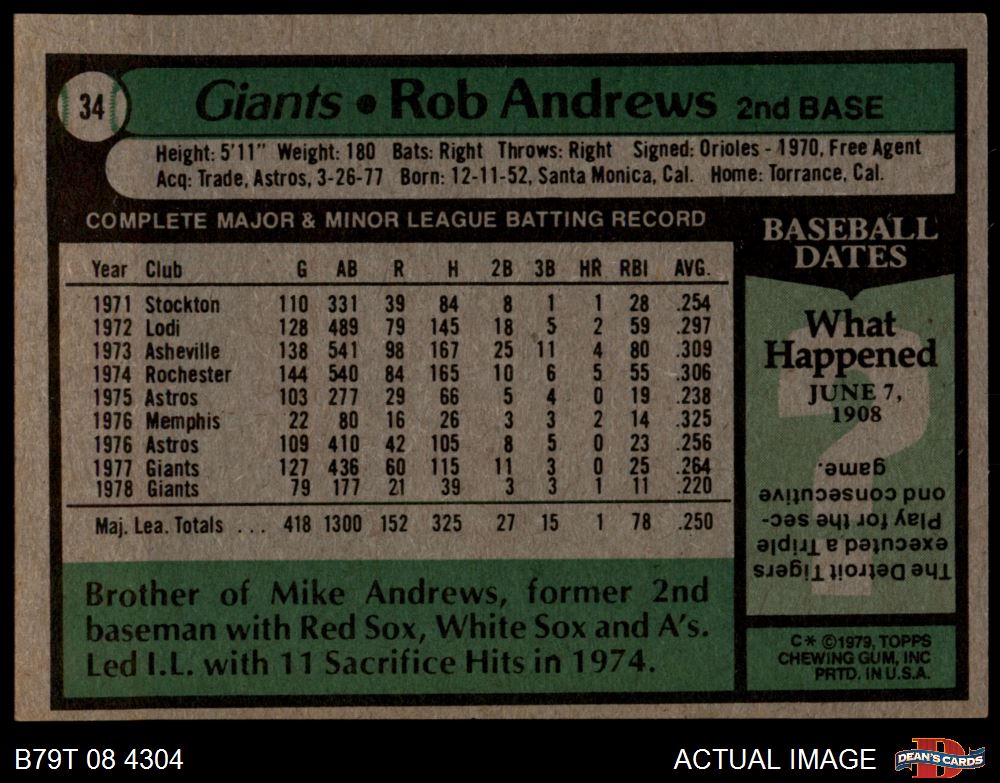 34
Giants • Rob Andrews 2nd BASE
Height: 5'11" Weight: 180 Bats: Right Throws: Right Signed: Orioles - 1970, Free Agent
Acq: Trade, Astros, 3-26-77 Born: 12-11-52, Santa Monica, Cal. Home: Torrance, Cal.
COMPLETE MAJOR & MINOR LEAGUE BATTING RECORD
Year Club G AB R H 2B 3B HR RBI AVG.
1971 Stockton 110 331 39 84 8 1 1 28 .254
1972 Lodi 128 489 79 145 18 5 2 59 .297
1973 Asheville 138 541 98 167 25 11 4 80 .309
1974 Rochester 144 540 84 165 10 6 5 55 .306
1975 Astros 103 277 29 66 5 4 0 19 .238
1976 Memphis 22 80 16 26 3 3 2 14 .325
1976 Astros 109 410 42 105 8 5 0 23 .256
1977 Giants 127 436 60 115 11 3 0 25 .264
1978 Giants 79 177 21 39 3 3 1 11 .220
Maj. Lea. Totals ... 418 1300 152 325 27 15 1 78 .250
Brother of Mike Andrews, former 2nd
baseman with Red Sox, White Sox and A's.
Led I.L. with 11 Sacrifice Hits in 1974.
BASEBALL
DATES
What
Happened
JUNE 7,
1908
?
The Detroit Tigers
executed a Triple
Play for the sec-
ond consecutive
game.
C* ©1979, TOPPS
CHEWING GUM, INC
PRTD. IN U.S.A.
B79T 08 4304
ACTUAL IMAGE
D
DEAN'S CARDS